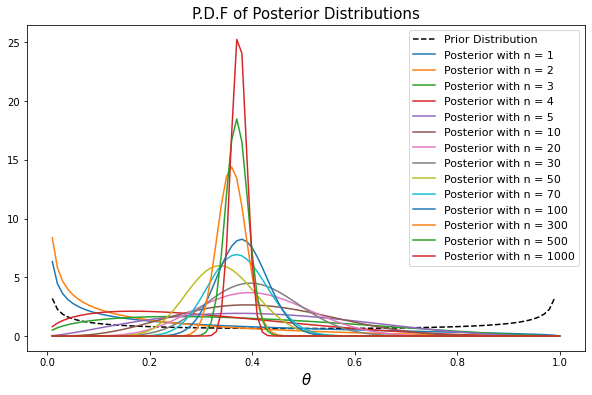 P.D.F of Posterior Distributions
25
20
15
10
5
0
0.0
0.2
0.4
0.6
0.8
1.0
θ
Prior Distribution
Posterior with n = 1
Posterior with n = 2
Posterior with n = 3
Posterior with n = 4
Posterior with n = 5
Posterior with n = 10
Posterior with n = 20
Posterior with n = 30
Posterior with n = 50
Posterior with n = 70
Posterior with n = 100
Posterior with n = 300
Posterior with n = 500
Posterior with n = 1000